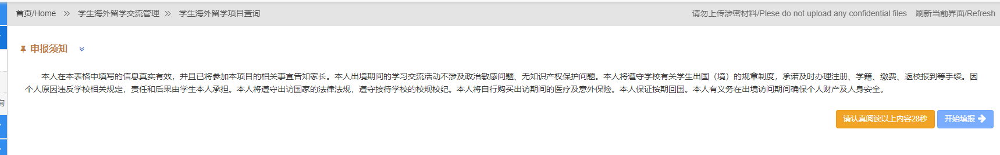 首页/Home 学生海外留学交流管理 学生海外留学项目查询 请勿上传涉密材料/Plese do not upload any confidential files 刷新当前界面/Refresh
申报须知
本人在本表格中填写的信息真实有效，并且已将参加本项目的相关事宜告知家长。本人出境期间的学习交流活动不涉及政治敏感问题、无知识产权保护问题。本人将遵守学校有关学生出国（境）的规章制度，承诺及时办理注册、学籍、缴费、返校报到等手续。因
个人原因违反学校相关规定，责任和后果由学生本人承担。本人将遵守出访国家的法律法规，遵守接待学校的校规校纪。本人将自行购买出访期间的医疗及意外保险。本人保证按期回国。本人有义务在出境访问期间确保个人财产及人身安全。
询
请认真阅读以上内容28秒 开始填报